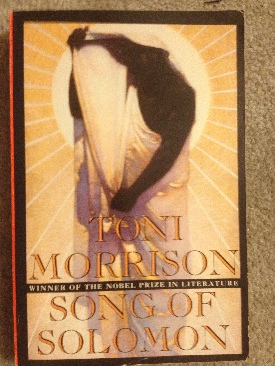 TONI
MORRISON
WINNER OF THE NOBEL PRIZE IN LITERATURE
SONG OF
SOLOMON